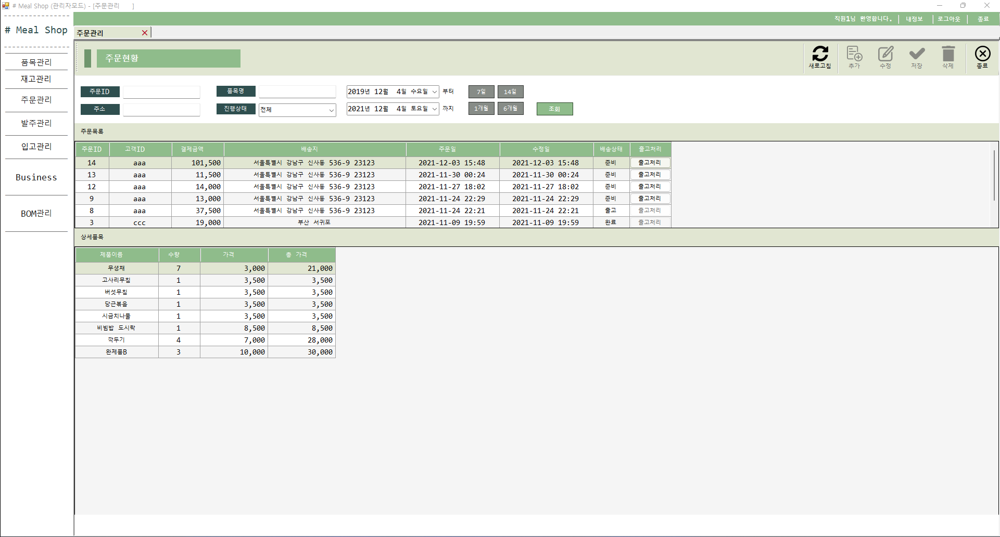 # Meal Shop (관리자모드) - [주문관리 ]
직원1님 환영합니다. 내정보 로그아웃 종료
# Meal Shop
주문관리
품목관리
재고관리
주문관리
발주관리
입고관리
Business
BOM관리
주문현황
새로고침 추가 수정 저장 삭제 종료
주문ID 품목명 2019년 12월 4일 수요일 부터 7일 14일
주소 진행상태 전체 2021년 12월 4일 토요일 까지 1개월 6개월 조회
주문목록
주문ID 고객ID 결제금액 배송지 주문일 수정일 배송상태 출고처리
14 aaa 101,500 서울특별시 강남구 신사동 536-9 23123 2021-12-03 15:48 2021-12-03 15:48 준비 출고처리
13 aaa 11,500 서울특별시 강남구 신사동 536-9 23123 2021-11-30 00:24 2021-11-30 00:24 준비 출고처리
12 aaa 14,000 서울특별시 강남구 신사동 536-9 23123 2021-11-27 18:02 2021-11-27 18:02 준비 출고처리
9 aaa 13,000 서울특별시 강남구 신사동 536-9 23123 2021-11-24 22:29 2021-11-24 22:29 준비 출고처리
8 aaa 37,500 서울특별시 강남구 신사동 536-9 23123 2021-11-24 22:21 2021-11-24 22:21 출고 출고처리
3 ccc 19,000 부산 서귀포 2021-11-09 19:59 2021-11-09 19:59 완료 출고처리
상세품목
제품이름 수량 가격 총 가격
무생채 7 3,000 21,000
고사리무침 1 3,500 3,500
버섯무침 1 3,500 3,500
당근볶음 1 3,500 3,500
시금치나물 1 3,500 3,500
비빔밥 도시락 1 8,500 8,500
깍두기 4 7,000 28,000
완제품B 3 10,000 30,000